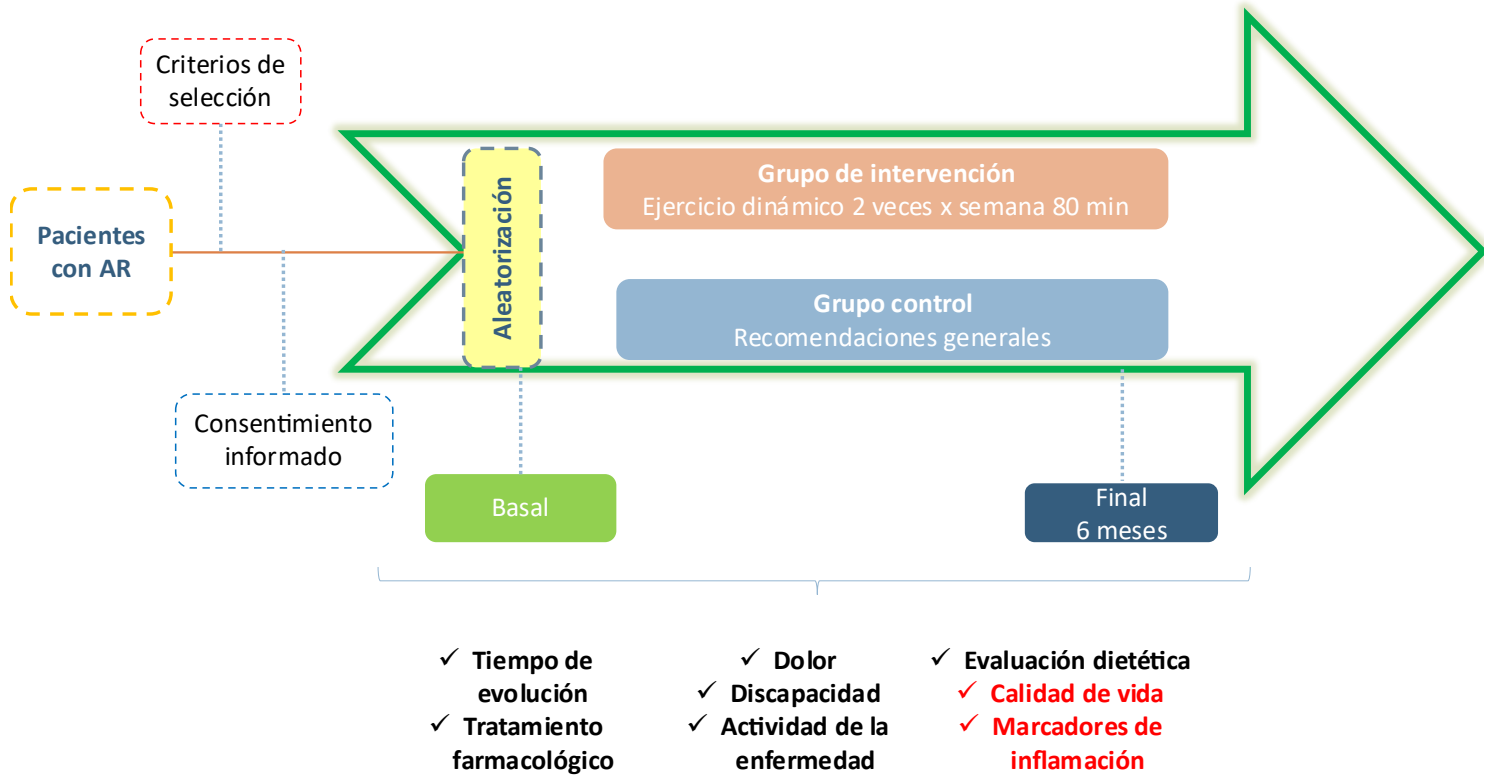 Criterios de
selección
Pacientes
con AR
Consentimiento
informado
Aleatorización
Grupo de intervención
Ejercicio dinámico 2 veces x semana 80 min
Grupo control
Recomendaciones generales
Basal
Final
6 meses
✓ Tiempo de
evolución
✓ Tratamiento
farmacológico
✓ Dolor
✓ Discapacidad
✓ Actividad de la
enfermedad
✓ Evaluación dietética
✓ Calidad de vida
✓ Marcadores de
inflamación